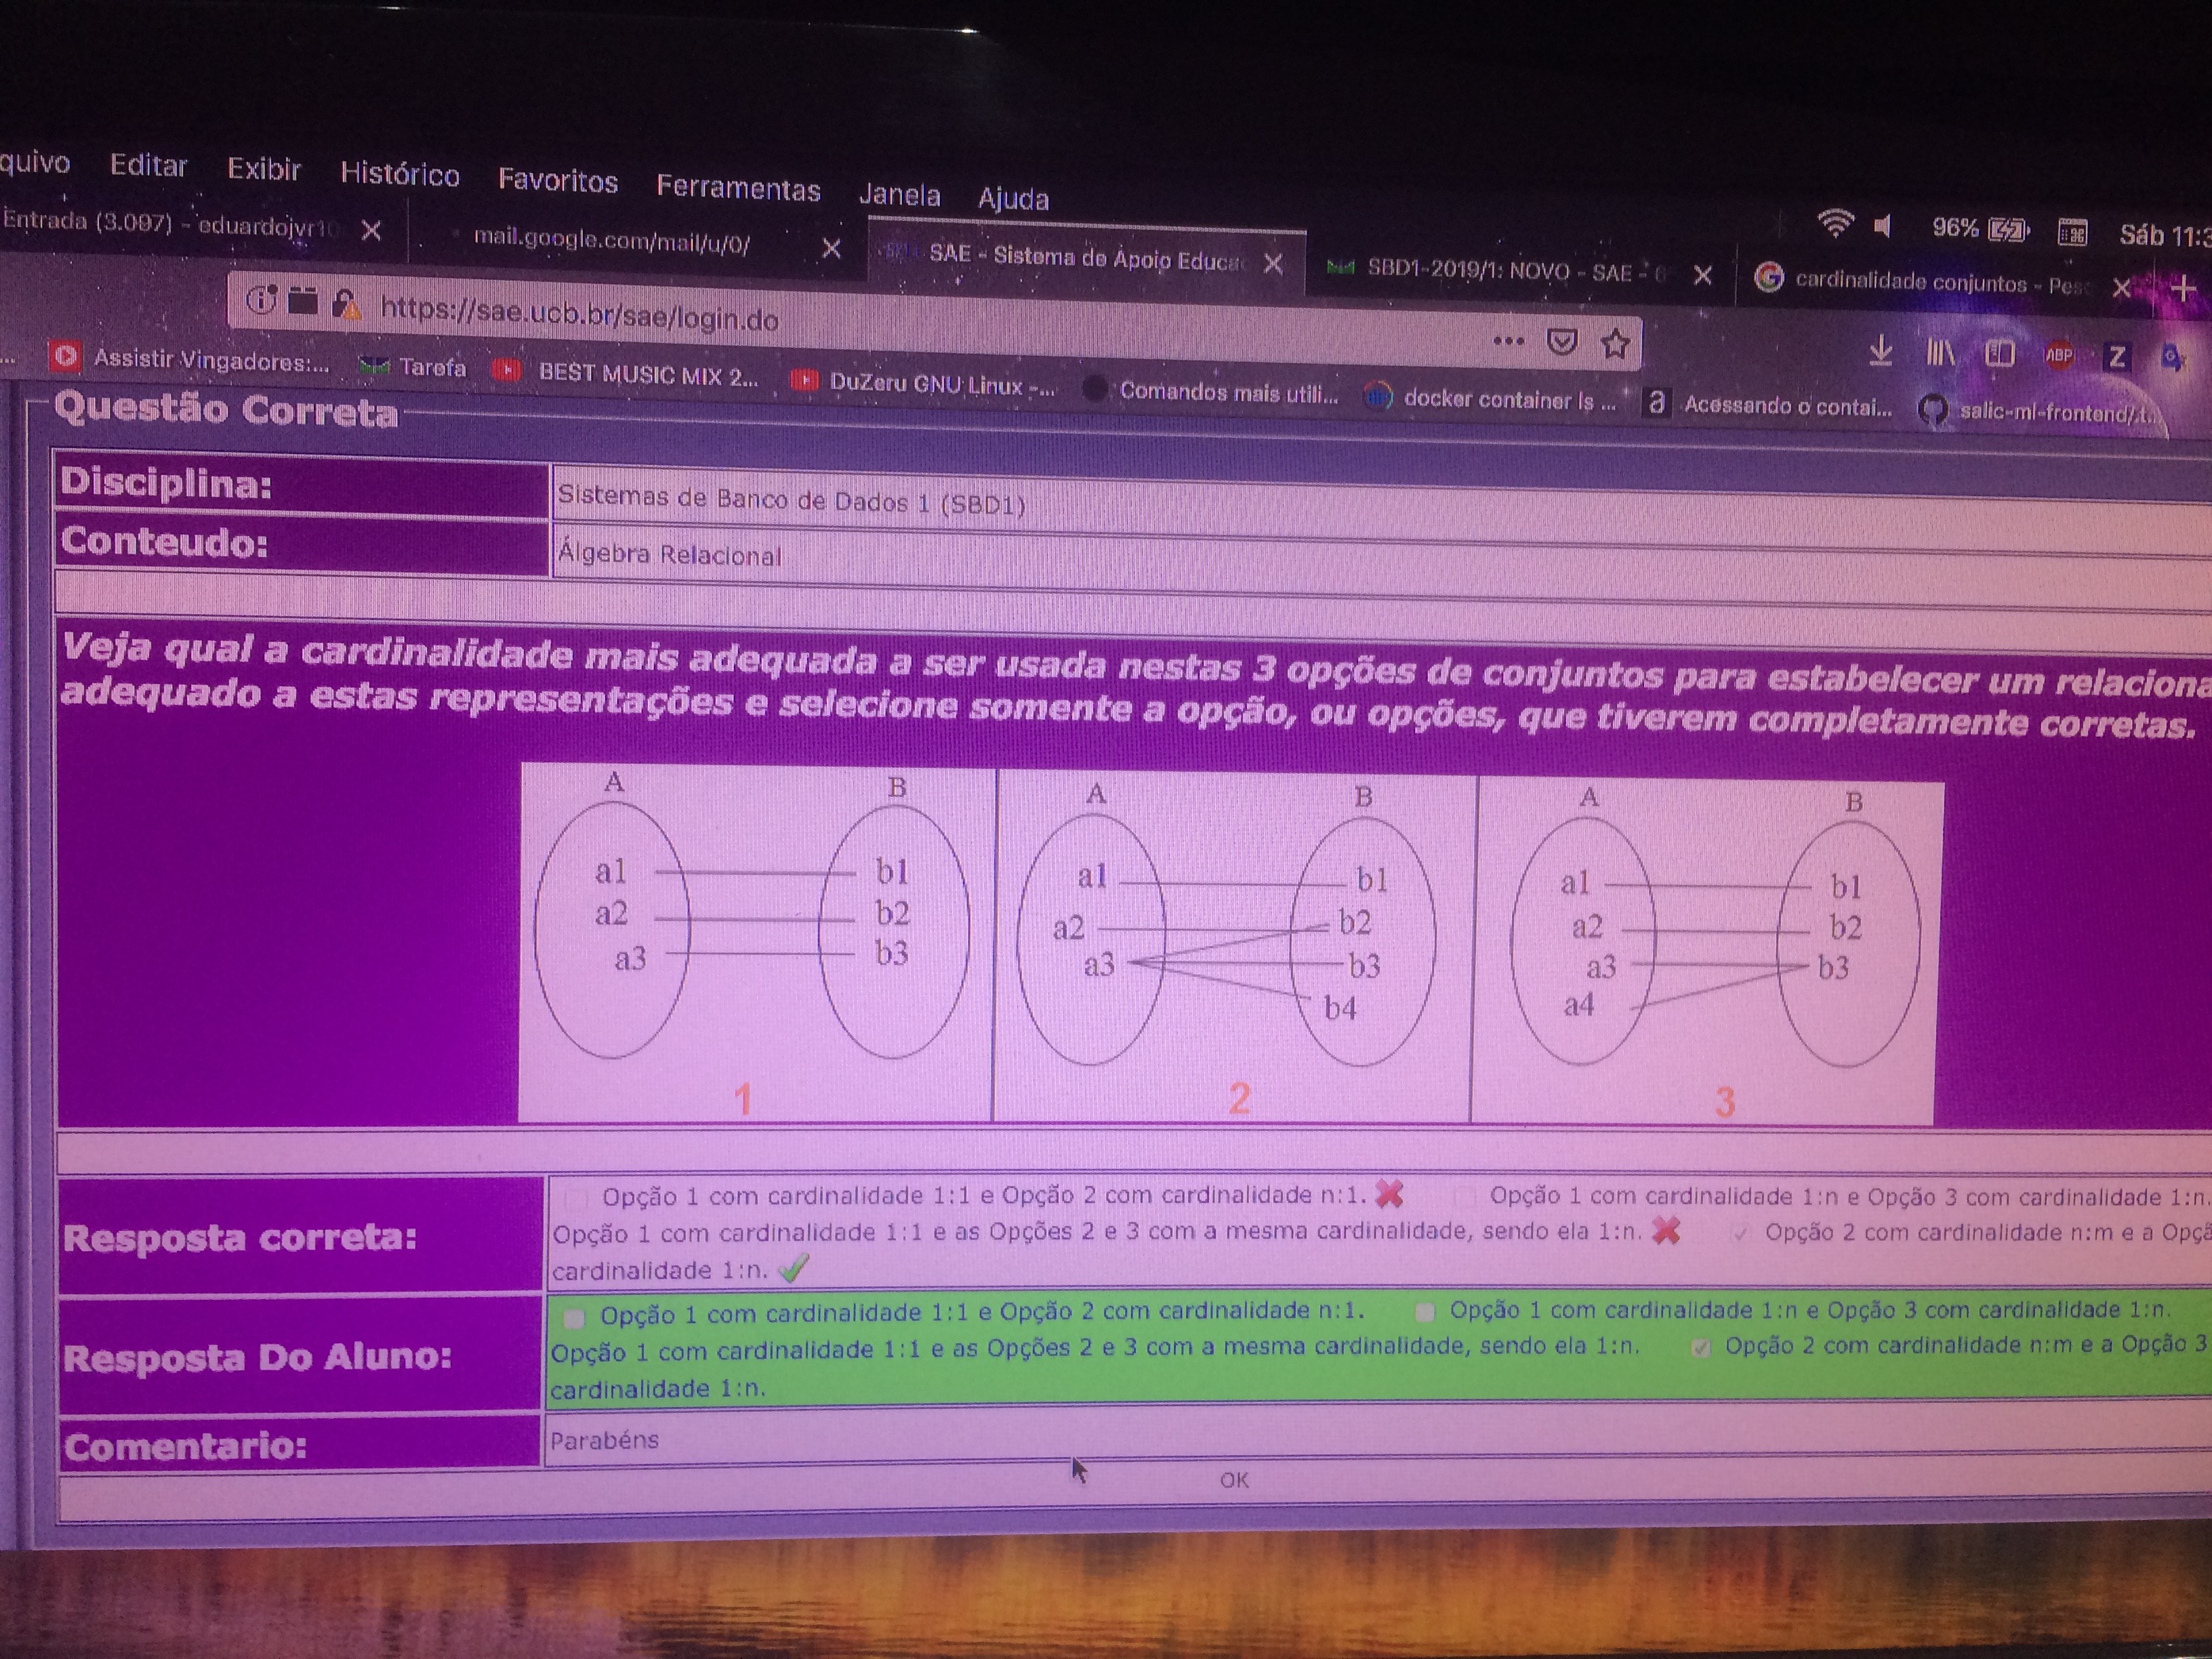 quivo Editar Exibir Histórico Favoritos Ferramentas Janela Ajuda
96% Sáb 11:3
Entrada (3.097) - eduardojvr10
mail.google.com/mail/u/0/
SAE - Sistema de Apoio Educac
SBD1-2019/1: NOVO - SAE -
cardinalidade conjuntos - Pes
https://sae.ucb.br/sae/login.do
ABP Z
Assistir Vingadores:... Tarefa BEST MUSIC MIX 2... DuZeru GNU Linux -... Comandos mais utili... docker container ls ... Acessando o contai... salic-ml-frontend/.t...
Questão Correta
Disciplina: Sistemas de Banco de Dados 1 (SBD1)
Conteudo: Álgebra Relacional
Veja qual a cardinalidade mais adequada a ser usada nestas 3 opções de conjuntos para estabelecer um relaciona
adequado a estas representações e selecione somente a opção, ou opções, que tiverem completamente corretas.
A B
a1 b1
a2 b2
a3 b3
1
A B
a1 b1
a2 b2
a3 b3
b4
2
A B
a1 b1
a2 b2
a3 b3
a4
3
Resposta correta:
Opção 1 com cardinalidade 1:1 e Opção 2 com cardinalidade n:1. Opção 1 com cardinalidade 1:n e Opção 3 com cardinalidade 1:n.
Opção 1 com cardinalidade 1:1 e as Opções 2 e 3 com a mesma cardinalidade, sendo ela 1:n. Opção 2 com cardinalidade n:m e a Opçã
cardinalidade 1:n.
Resposta Do Aluno:
Opção 1 com cardinalidade 1:1 e Opção 2 com cardinalidade n:1. Opção 1 com cardinalidade 1:n e Opção 3 com cardinalidade 1:n.
Opção 1 com cardinalidade 1:1 e as Opções 2 e 3 com a mesma cardinalidade, sendo ela 1:n. Opção 2 com cardinalidade n:m e a Opção 3
cardinalidade 1:n.
Comentario: Parabéns
OK